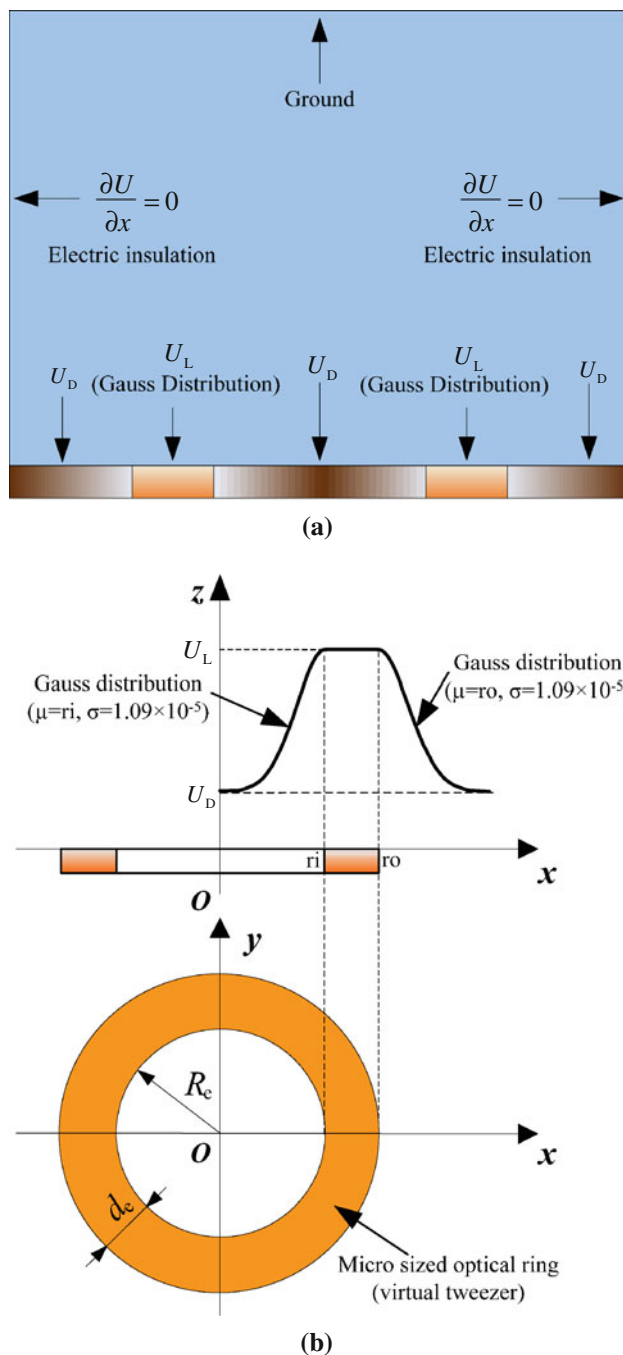 Ground
∂U/∂x = 0
∂U/∂x = 0
Electric insulation
Electric insulation
U_D
U_L
(Gauss Distribution)
U_D
U_L
(Gauss Distribution)
U_D
(a)
z
U_L
Gauss distribution
(μ=ri, σ=1.09×10⁻⁵)
Gauss distribution
(μ=ro, σ=1.09×10⁻⁵)
U_D
ri
ro
O
x
y
R_e
O
x
d_e
Micro sized optical ring
(virtual tweezer)
(b)